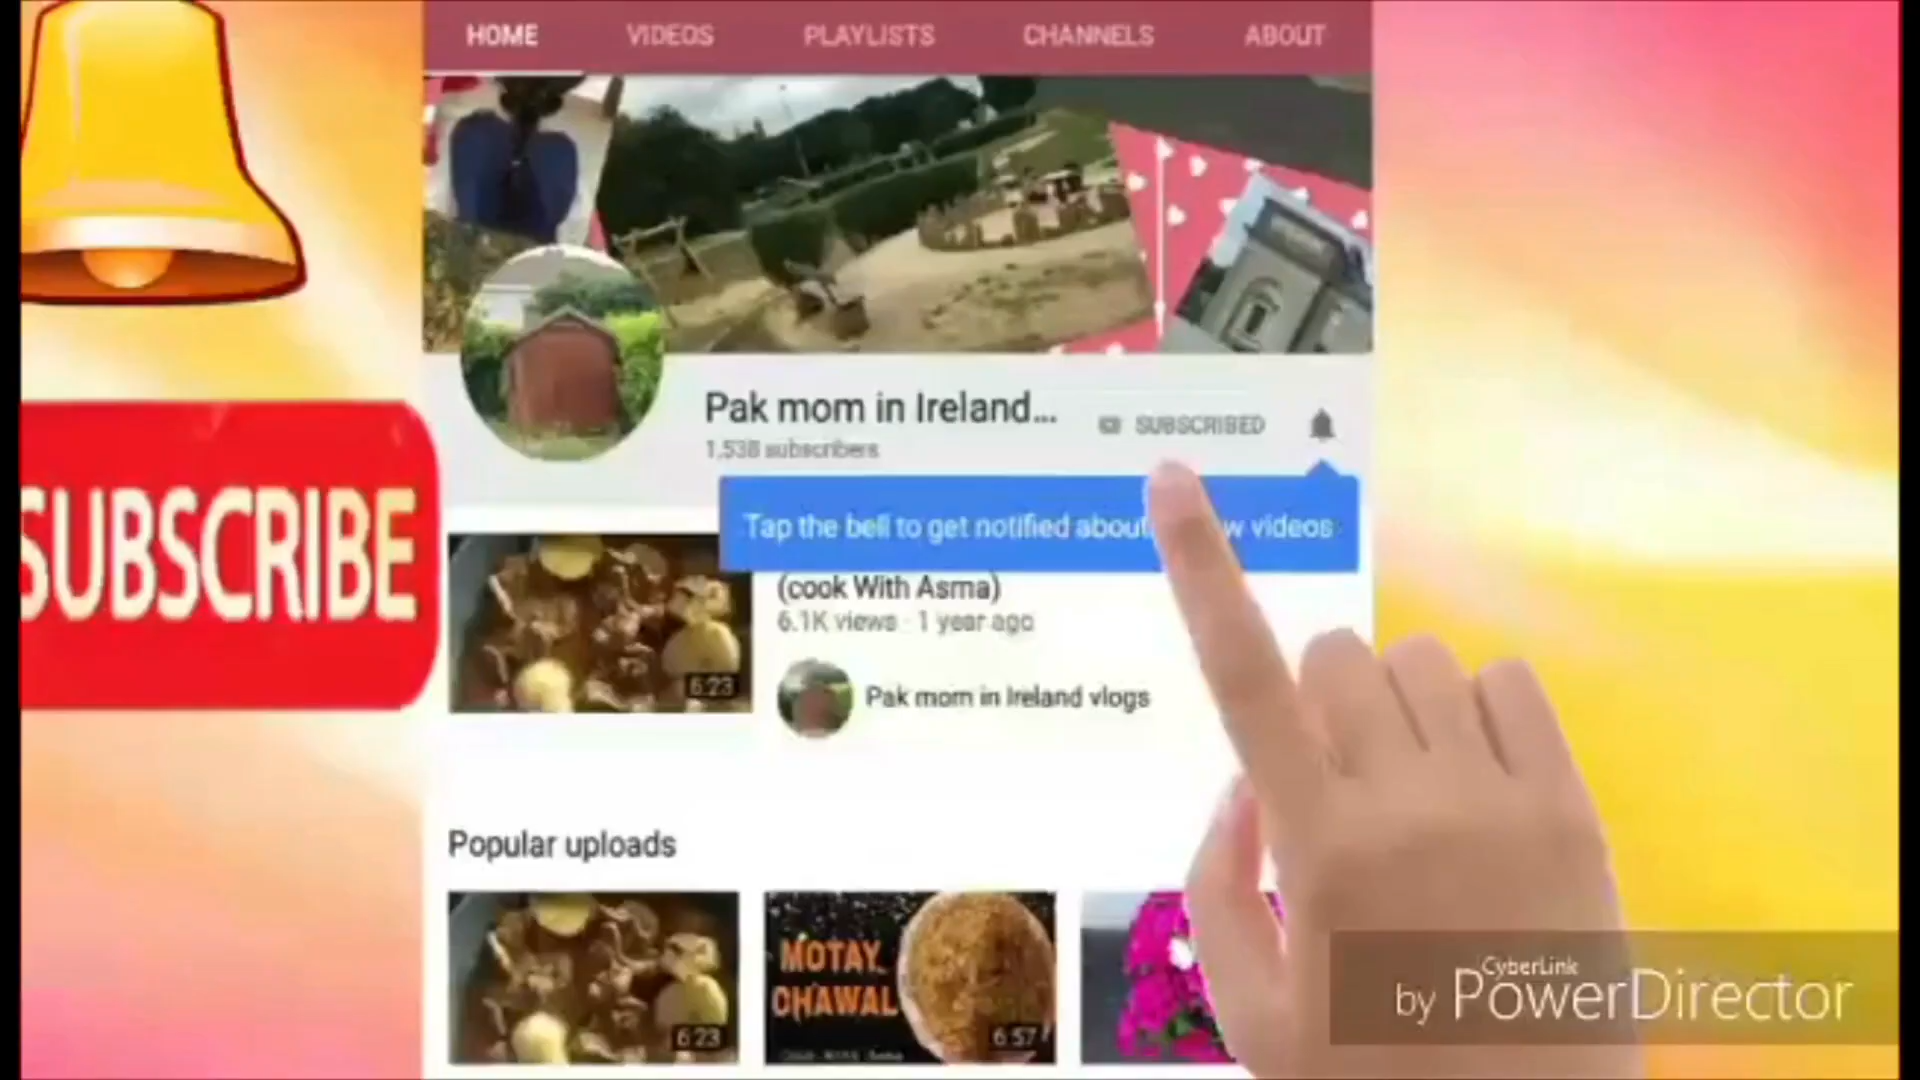 HOME VIDEOS PLAYLISTS CHANNELS ABOUT
Pak mom in Ireland...
SUBSCRIBED
1,538 subscribers
SUBSCRIBE
Tap the bell to get notified about w videos
(cook With Asma)
6.1K views · 1 year ago
6:23
Pak mom in Ireland vlogs
Popular uploads
MOTAY
CHAWAL
6:23
6:57
CyberLink
by PowerDirector